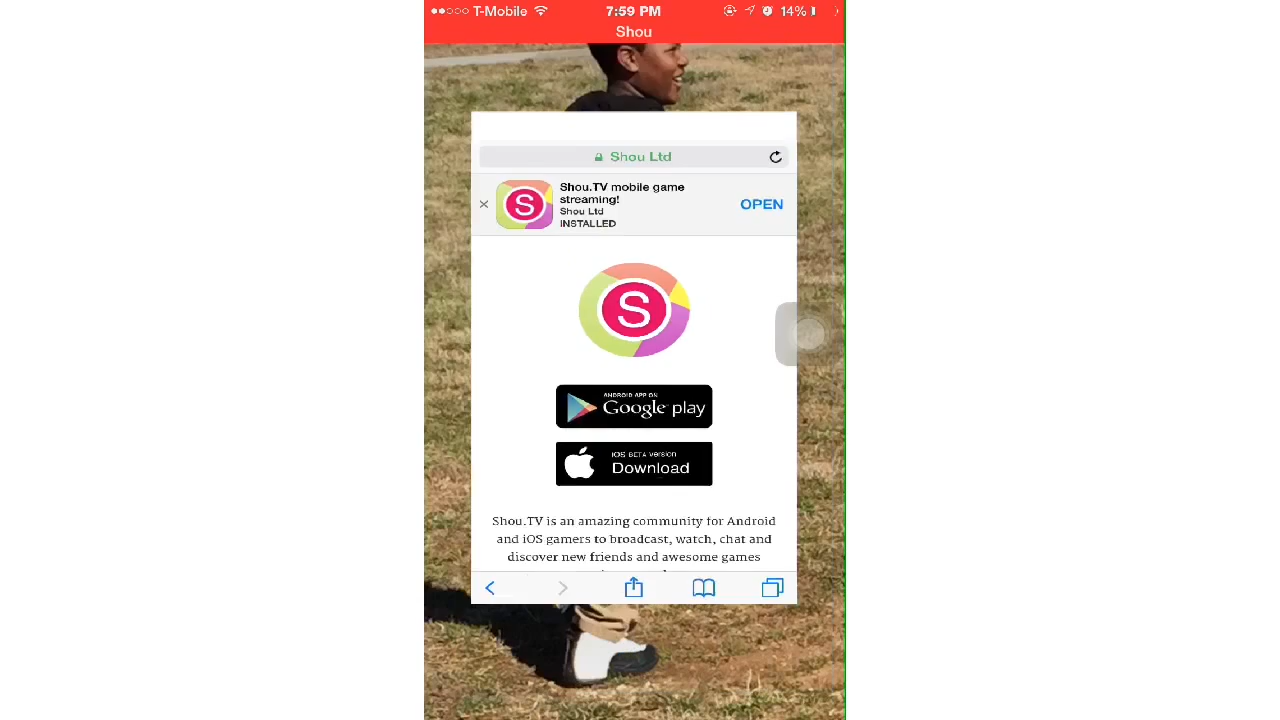 T-Mobile 7:59 PM 14%
Shou
Shou Ltd
Shou.TV mobile game
streaming!
Shou Ltd
INSTALLED
OPEN
S
S
ANDROID APP ON
Google play
iOS BETA version
Download
Shou.TV is an amazing community for Android
and iOS gamers to broadcast, watch, chat and
discover new friends and awesome games